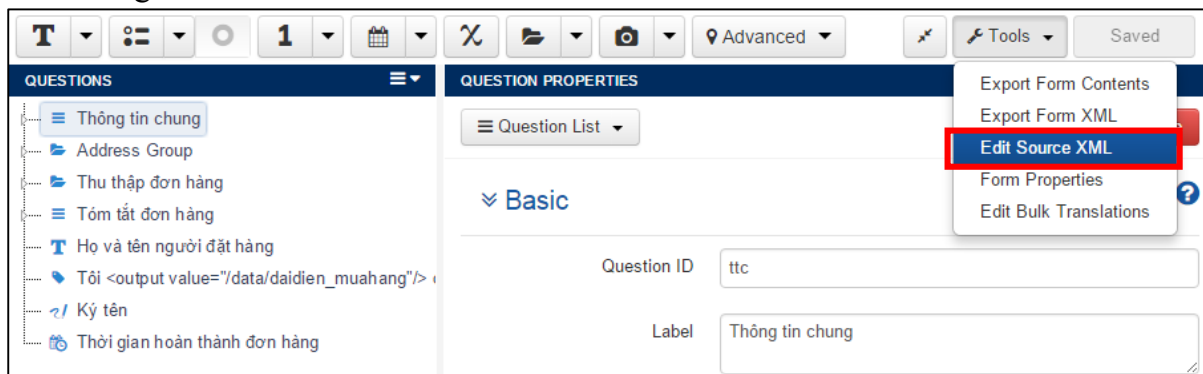 T 1 Advanced Tools Saved
QUESTIONS
QUESTION PROPERTIES
Export Form Contents
Export Form XML
Edit Source XML
Form Properties
Edit Bulk Translations
Thông tin chung
Address Group
Thu thập đơn hàng
Tóm tắt đơn hàng
T Họ và tên người đặt hàng
Tôi <output value="/data/daidien_muahang"/>
Ký tên
Thời gian hoàn thành đơn hàng
Question List
Basic
Question ID ttc
Label Thông tin chung